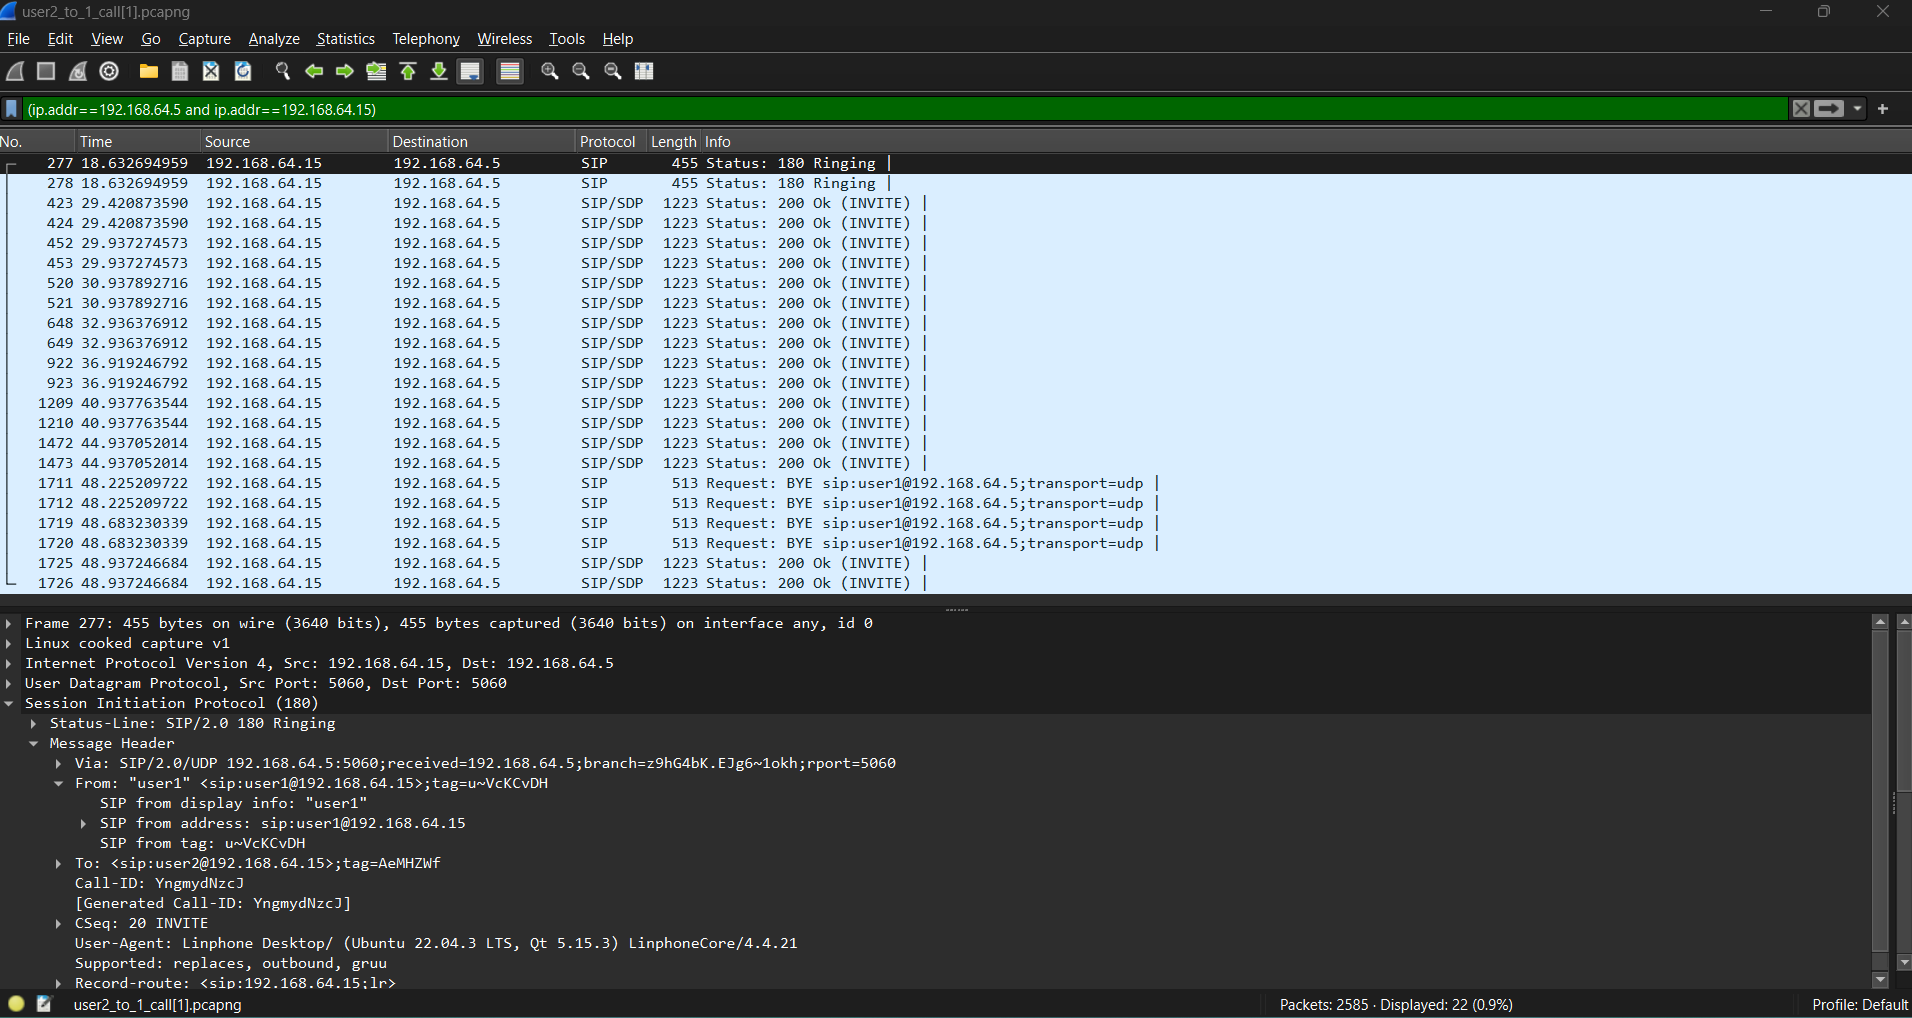 user2_to_1_call[1].pcapng
File Edit View Go Capture Analyze Statistics Telephony Wireless Tools Help
(ip.addr==192.168.64.5 and ip.addr==192.168.64.15)
No. Time Source Destination Protocol Length Info
277 18.632694959 192.168.64.15 192.168.64.5 SIP 455 Status: 180 Ringing |
278 18.632694959 192.168.64.15 192.168.64.5 SIP 455 Status: 180 Ringing |
423 29.420873590 192.168.64.15 192.168.64.5 SIP/SDP 1223 Status: 200 Ok (INVITE) |
424 29.420873590 192.168.64.15 192.168.64.5 SIP/SDP 1223 Status: 200 Ok (INVITE) |
452 29.937274573 192.168.64.15 192.168.64.5 SIP/SDP 1223 Status: 200 Ok (INVITE) |
453 29.937274573 192.168.64.15 192.168.64.5 SIP/SDP 1223 Status: 200 Ok (INVITE) |
520 30.937892716 192.168.64.15 192.168.64.5 SIP/SDP 1223 Status: 200 Ok (INVITE) |
521 30.937892716 192.168.64.15 192.168.64.5 SIP/SDP 1223 Status: 200 Ok (INVITE) |
648 32.936376912 192.168.64.15 192.168.64.5 SIP/SDP 1223 Status: 200 Ok (INVITE) |
649 32.936376912 192.168.64.15 192.168.64.5 SIP/SDP 1223 Status: 200 Ok (INVITE) |
922 36.919246792 192.168.64.15 192.168.64.5 SIP/SDP 1223 Status: 200 Ok (INVITE) |
923 36.919246792 192.168.64.15 192.168.64.5 SIP/SDP 1223 Status: 200 Ok (INVITE) |
1209 40.937763544 192.168.64.15 192.168.64.5 SIP/SDP 1223 Status: 200 Ok (INVITE) |
1210 40.937763544 192.168.64.15 192.168.64.5 SIP/SDP 1223 Status: 200 Ok (INVITE) |
1472 44.937052014 192.168.64.15 192.168.64.5 SIP/SDP 1223 Status: 200 Ok (INVITE) |
1473 44.937052014 192.168.64.15 192.168.64.5 SIP/SDP 1223 Status: 200 Ok (INVITE) |
1711 48.225209722 192.168.64.15 192.168.64.5 SIP 513 Request: BYE sip:user1@192.168.64.5;transport=udp |
1712 48.225209722 192.168.64.15 192.168.64.5 SIP 513 Request: BYE sip:user1@192.168.64.5;transport=udp |
1719 48.683230339 192.168.64.15 192.168.64.5 SIP 513 Request: BYE sip:user1@192.168.64.5;transport=udp |
1720 48.683230339 192.168.64.15 192.168.64.5 SIP 513 Request: BYE sip:user1@192.168.64.5;transport=udp |
1725 48.937246684 192.168.64.15 192.168.64.5 SIP/SDP 1223 Status: 200 Ok (INVITE) |
1726 48.937246684 192.168.64.15 192.168.64.5 SIP/SDP 1223 Status: 200 Ok (INVITE) |
Frame 277: 455 bytes on wire (3640 bits), 455 bytes captured (3640 bits) on interface any, id 0
Linux cooked capture v1
Internet Protocol Version 4, Src: 192.168.64.15, Dst: 192.168.64.5
User Datagram Protocol, Src Port: 5060, Dst Port: 5060
Session Initiation Protocol (180)
Status-Line: SIP/2.0 180 Ringing
Message Header
Via: SIP/2.0/UDP 192.168.64.5:5060;received=192.168.64.5;branch=z9hG4bK.EJg6~1okh;rport=5060
From: "user1" <sip:user1@192.168.64.15>;tag=u~VcKCvDH
SIP from display info: "user1"
SIP from address: sip:user1@192.168.64.15
SIP from tag: u~VcKCvDH
To: <sip:user2@192.168.64.15>;tag=AeMHZWf
Call-ID: YngmydNzcJ
[Generated Call-ID: YngmydNzcJ]
CSeq: 20 INVITE
User-Agent: Linphone Desktop/ (Ubuntu 22.04.3 LTS, Qt 5.15.3) LinphoneCore/4.4.21
Supported: replaces, outbound, gruu
Record-route: <sip:192.168.64.15;lr>
user2_to_1_call[1].pcapng Packets: 2585 · Displayed: 22 (0.9%) Profile: Default